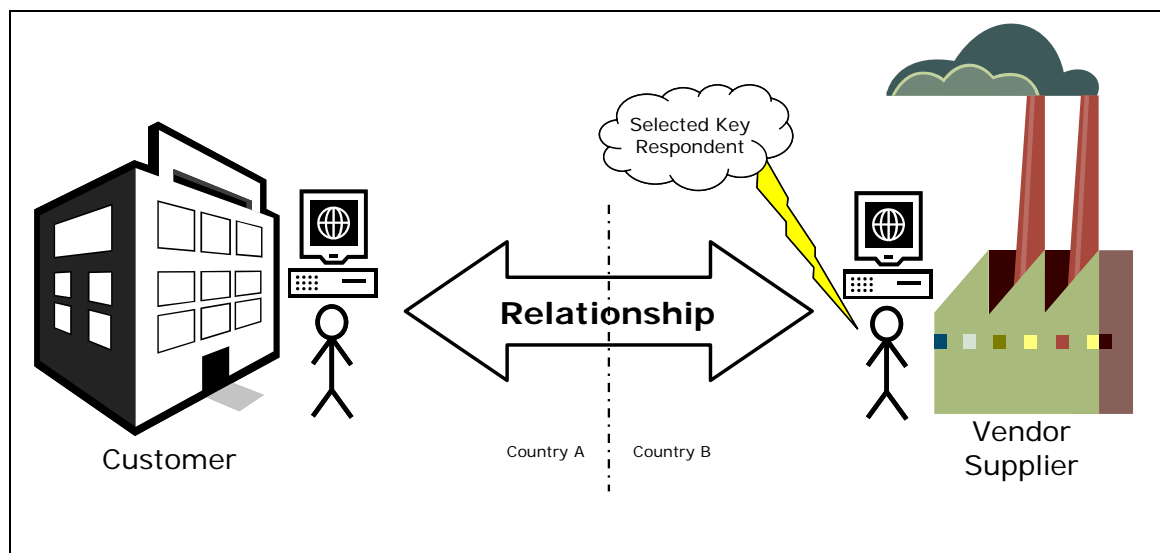 Selected Key
Respondent
Relationship
Country A
Country B
Customer
Vendor
Supplier